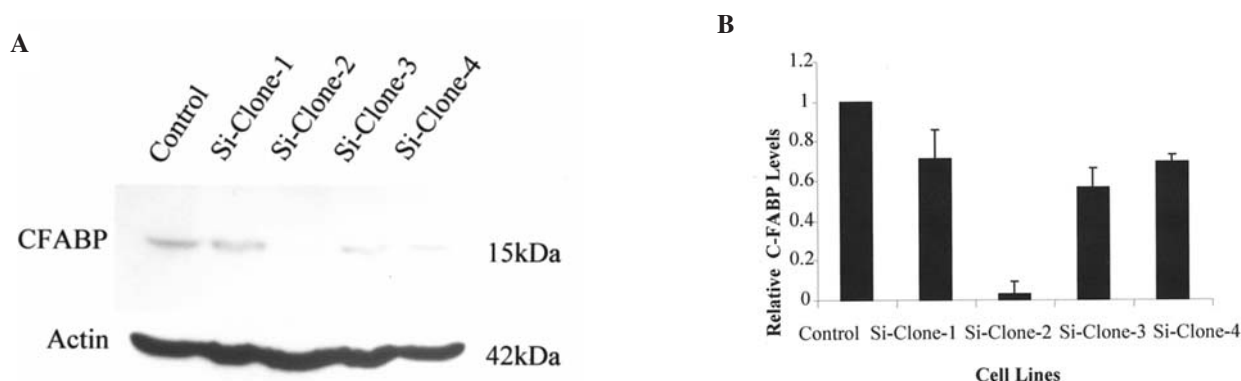 A
Control
Si-Clone-1
Si-Clone-2
Si-Clone-3
Si-Clone-4
CFABP
15kDa
Actin
42kDa
B
Relative C-FABP Levels
1.2
1
0.8
0.6
0.4
0.2
0
Control Si-Clone-1 Si-Clone-2 Si-Clone-3 Si-Clone-4
Cell Lines